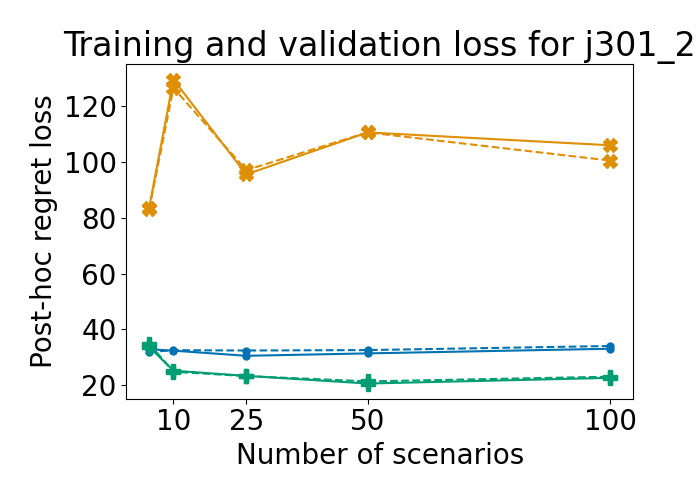 Training and validation loss for j301_2
Post-hoc regret loss
120
100
80
60
40
20
10 25 50 100
Number of scenarios